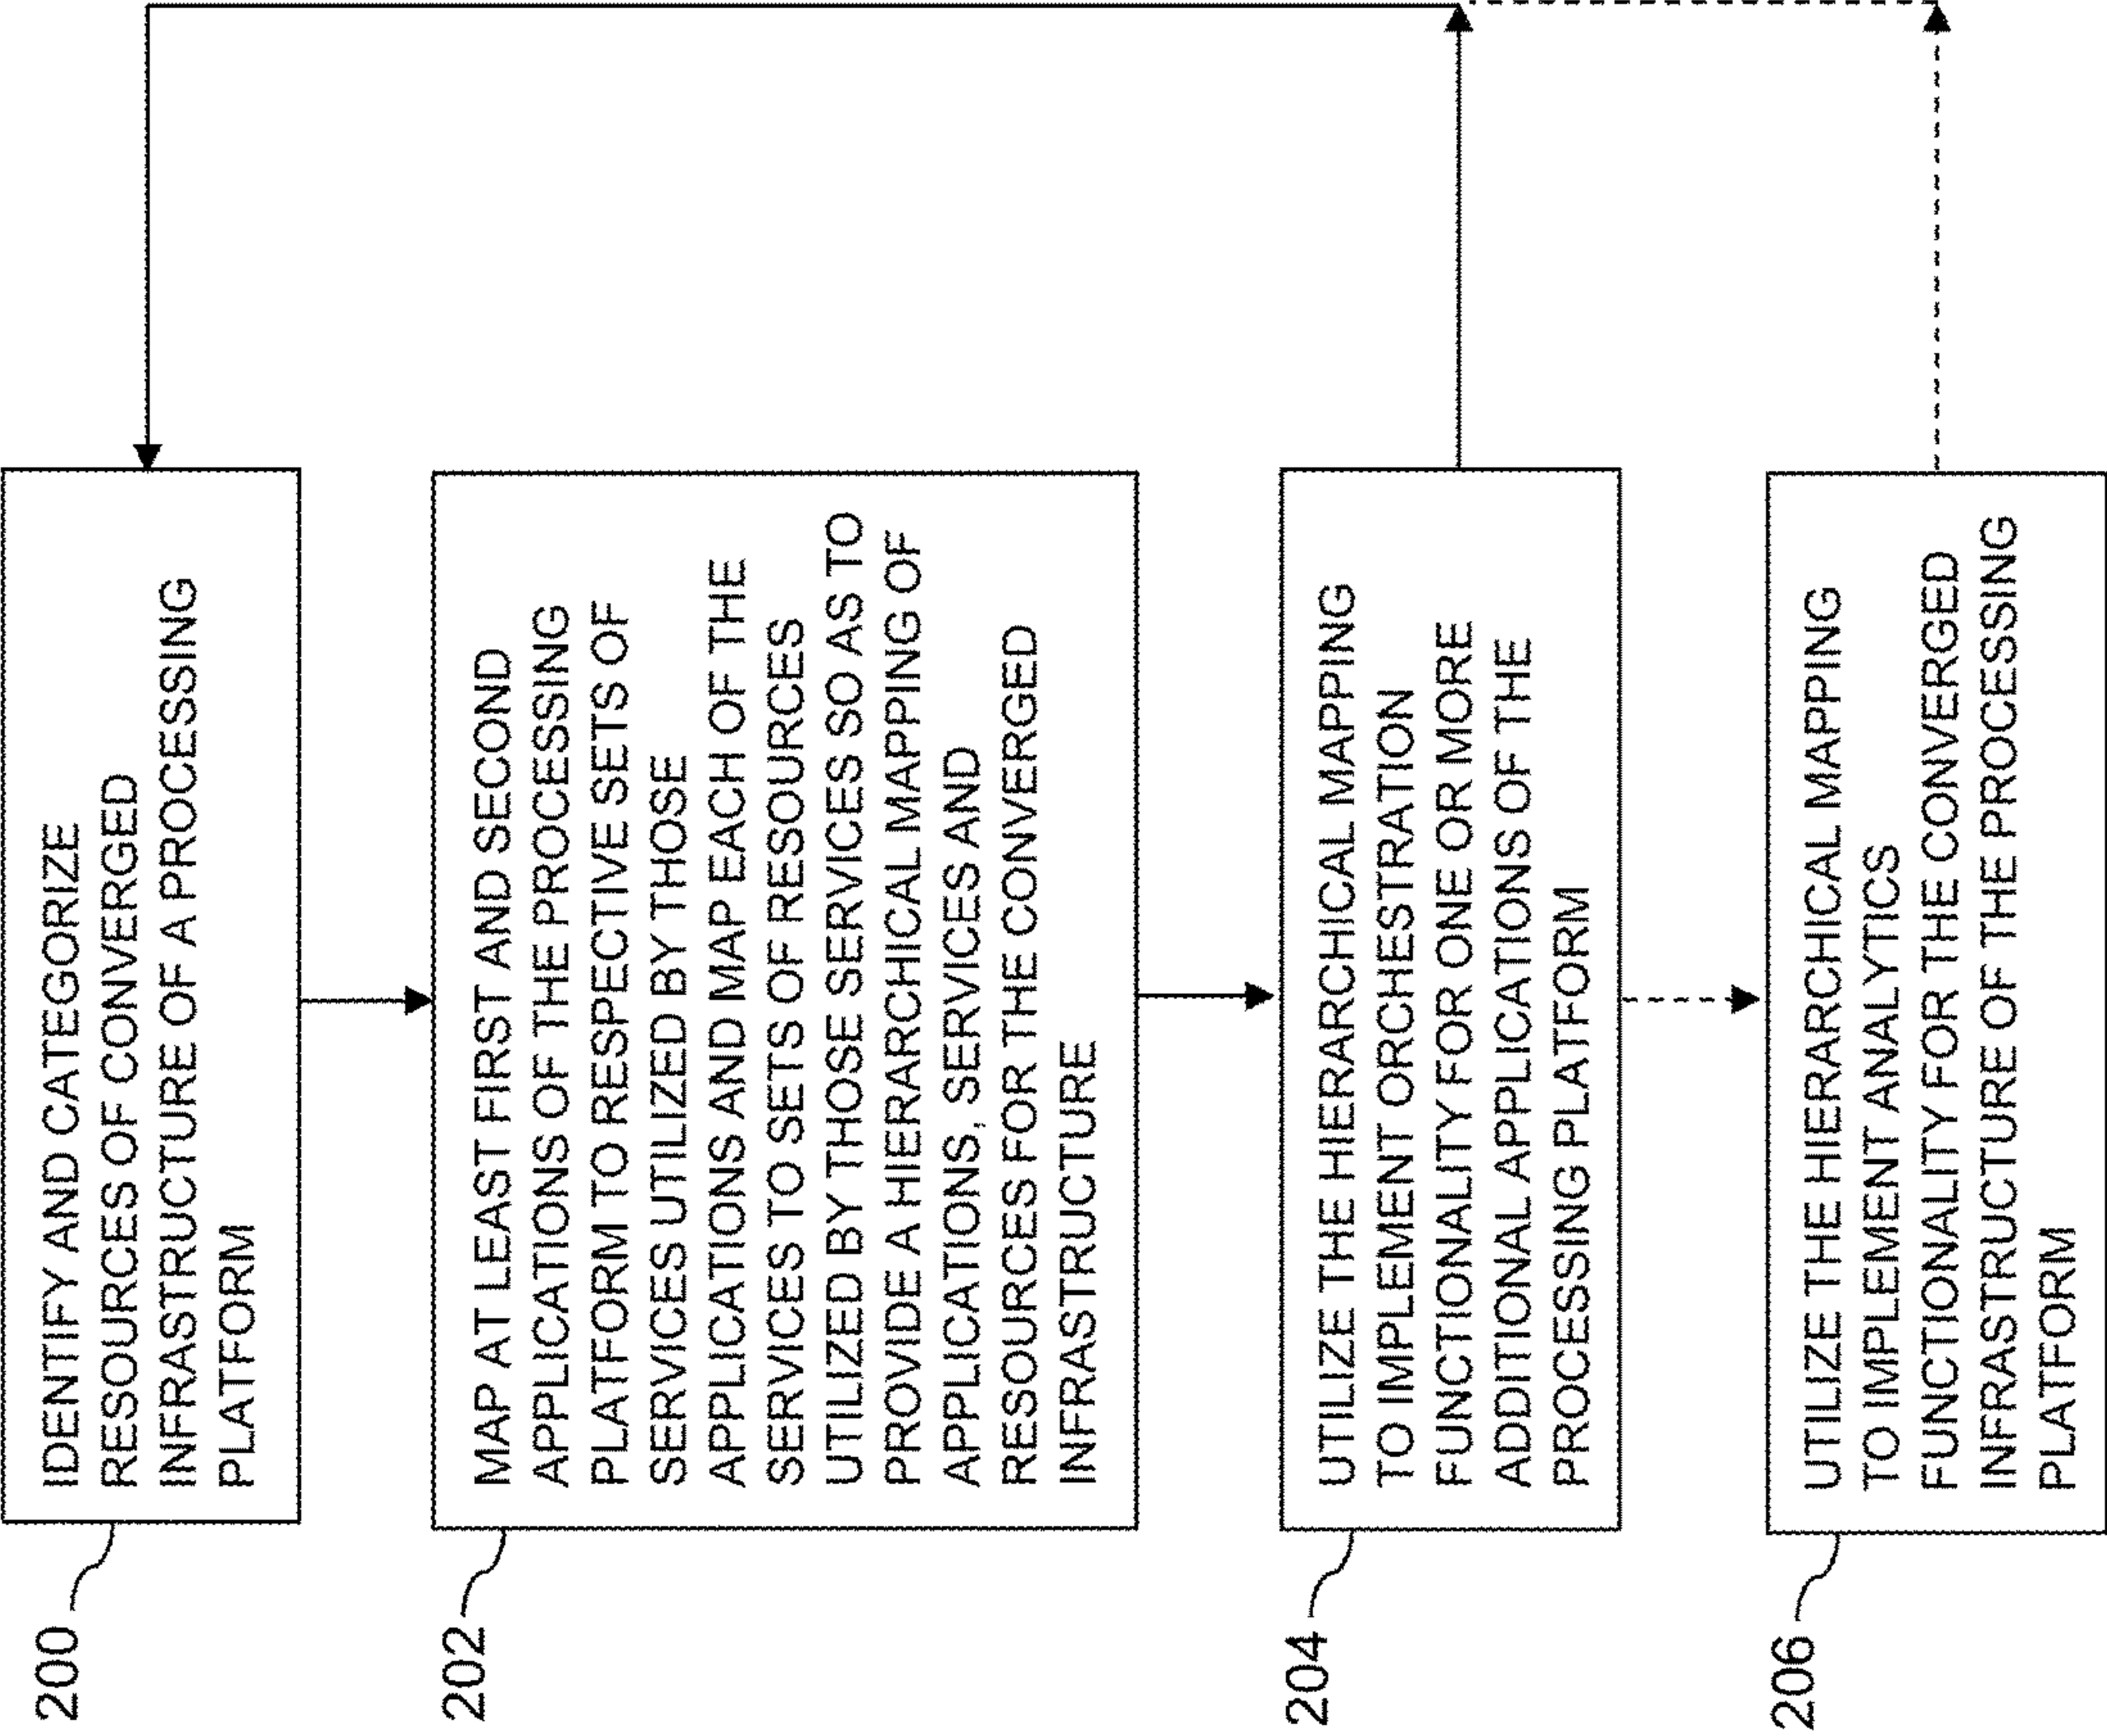 200
IDENTIFY AND CATEGORIZE
RESOURCES OF CONVERGED
INFRASTRUCTURE OF A PROCESSING
PLATFORM
202
MAP AT LEAST FIRST AND SECOND
APPLICATIONS OF THE PROCESSING
PLATFORM TO RESPECTIVE SETS OF
SERVICES UTILIZED BY THOSE
APPLICATIONS AND MAP EACH OF THE
SERVICES TO SETS OF RESOURCES
UTILIZED BY THOSE SERVICES SO AS TO
PROVIDE A HIERARCHICAL MAPPING OF
APPLICATIONS, SERVICES AND
RESOURCES FOR THE CONVERGED
INFRASTRUCTURE
204
UTILIZE THE HIERARCHICAL MAPPING
TO IMPLEMENT ORCHESTRATION
FUNCTIONALITY FOR ONE OR MORE
ADDITIONAL APPLICATIONS OF THE
PROCESSING PLATFORM
206
UTILIZE THE HIERARCHICAL MAPPING
TO IMPLEMENT ANALYTICS
FUNCTIONALITY FOR THE CONVERGED
INFRASTRUCTURE OF THE PROCESSING
PLATFORM